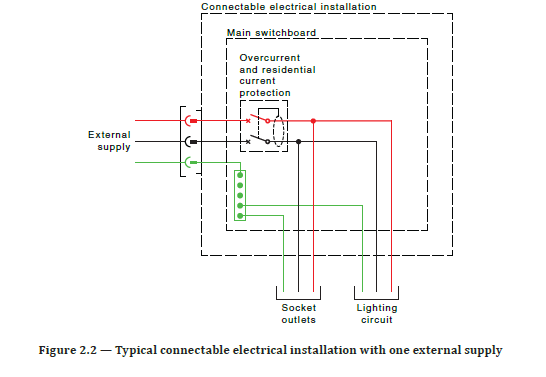 Connectable electrical installation
Main switchboard
Overcurrent
and residential
current
protection
External
supply
Socket
outlets
Lighting
circuit
Figure 2.2 — Typical connectable electrical installation with one external supply